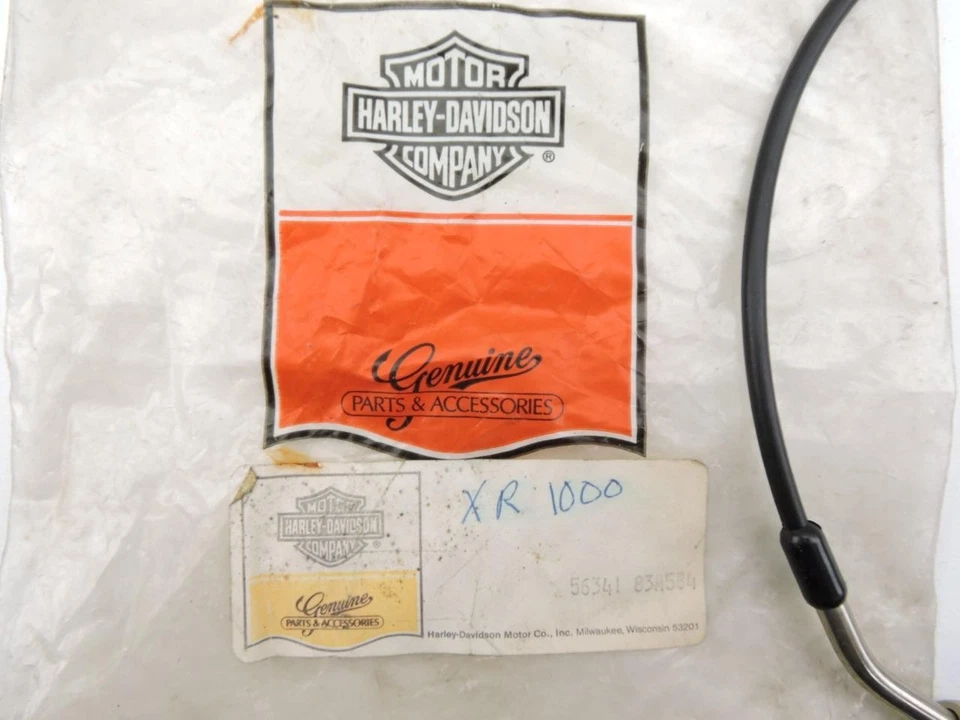 MOTOR
HARLEY-DAVIDSON
COMPANY
®
Genuine
PARTS & ACCESSORIES
XR 1000
MOTOR
HARLEY-DAVIDSON
COMPANY
®
56341
Genuine
PARTS & ACCESSORIES
Harley-Davidson Motor Co., Inc. Milwaukee, Wisconsin 53201